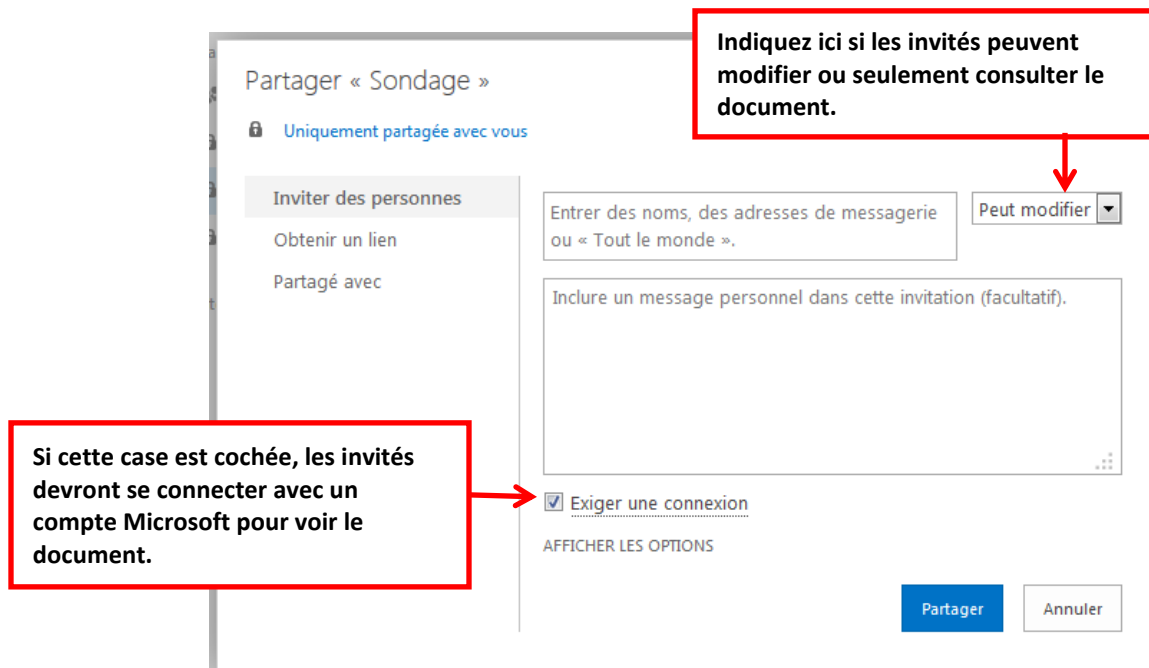 Indiquez ici si les invités peuvent
modifier ou seulement consulter le
document.
Partager « Sondage »
Uniquement partagée avec vous
Inviter des personnes
Obtenir un lien
Partagé avec
Entrer des noms, des adresses de messagerie
ou « Tout le monde ».
Peut modifier
Inclure un message personnel dans cette invitation (facultatif).
Si cette case est cochée, les invités
devront se connecter avec un
compte Microsoft pour voir le
document.
Exiger une connexion
AFFICHER LES OPTIONS
Partager
Annuler